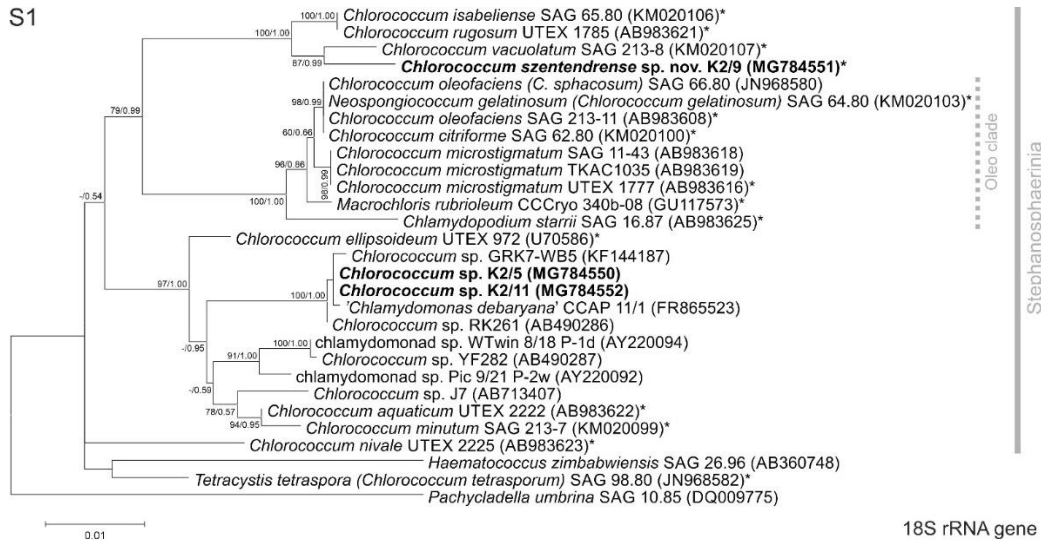 S1
100/1.00
Chlorococcum isabeliense SAG 65.80 (KM020106)*
Chlorococcum rugosum UTEX 1785 (AB983621)*
100/1.00
Chlorococcum vacuolatum SAG 213-8 (KM020107)*
87/0.99
Chlorococcum szentendrense sp. nov. K2/9 (MG784551)*
79/0.99
Chlorococcum oleofaciens (C. sphacosum) SAG 66.80 (JN968580)
98/0.99
Neospongiococcum gelatinosum (Chlorococcum gelatinosum) SAG 64.80 (KM020103)*
Chlorococcum oleofaciens SAG 213-11 (AB983608)*
60/0.66
Chlorococcum citriforme SAG 62.80 (KM020100)*
Chlorococcum microstigmatum SAG 11-43 (AB983618)
96/0.86
Chlorococcum microstigmatum TKAC1035 (AB983619)
98/0.99
Chlorococcum microstigmatum UTEX 1777 (AB983616)*
Macrochloris rubrioleum CCCryo 340b-08 (GU117573)*
100/1.00
Chlamydopodium starrii SAG 16.87 (AB983625)*
Oleo clade
-/0.54
Chlorococcum ellipsoideum UTEX 972 (U70586)*
Chlorococcum sp. GRK7-WB5 (KF144187)
97/1.00
Chlorococcum sp. K2/5 (MG784550)
Chlorococcum sp. K2/11 (MG784552)
100/1.00
'Chlamydomonas debaryana' CCAP 11/1 (FR865523)
Chlorococcum sp. RK261 (AB490286)
-/0.95
100/1.00
chlamydomonad sp. WTwin 8/18 P-1d (AY220094)
Chlorococcum sp. YF282 (AB490287)
91/1.00
chlamydomonad sp. Pic 9/21 P-2w (AY220092)
-/0.59
Chlorococcum sp. J7 (AB713407)
78/0.57
Chlorococcum aquaticum UTEX 2222 (AB983622)*
94/0.95
Chlorococcum minutum SAG 213-7 (KM020099)*
Chlorococcum nivale UTEX 2225 (AB983623)*
Stephanosphaerinia
Haematococcus zimbabwiensis SAG 26.96 (AB360748)
Tetracystis tetraspora (Chlorococcum tetrasporum) SAG 98.80 (JN968582)*
Pachycladella umbrina SAG 10.85 (DQ009775)
0.01
18S rRNA gene